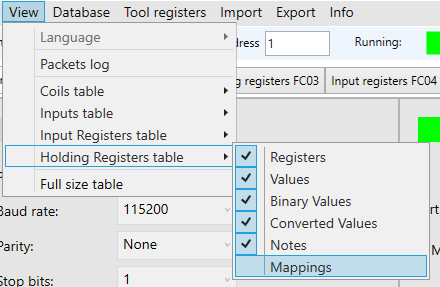 View Database Tool registers Import Export Info
Language
dress 1 Running:
Packets log
Coils table
registers FC03 Input registers FC04
Inputs table
Input Registers table
Holding Registers table
Registers
Full size table
Values
Baud rate: 115200
Binary Values
Converted Values
Parity: None
Notes
Mappings
Stop bits: 1